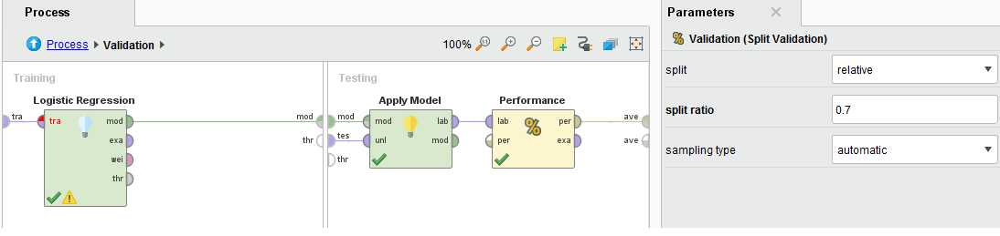 Process
Parameters
Process Validation
100%
Validation (Split Validation)
Training
Testing
split
relative
Logistic Regression
Apply Model
Performance
split ratio
0.7
tra
tra
mod
mod
mod
mod
lab
lab
per
ave
exa
thr
tes
unl
mod
per
exa
ave
wei
thr
thr
sampling type
automatic